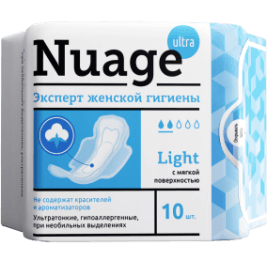 Nuage
ultra
Эксперт женской гигиены
Light
с мягкой
поверхностью
Не содержат красителей
и ароматизаторов
Ультратонкие, гипоаллергенные,
при необильных выделениях
10 шт.